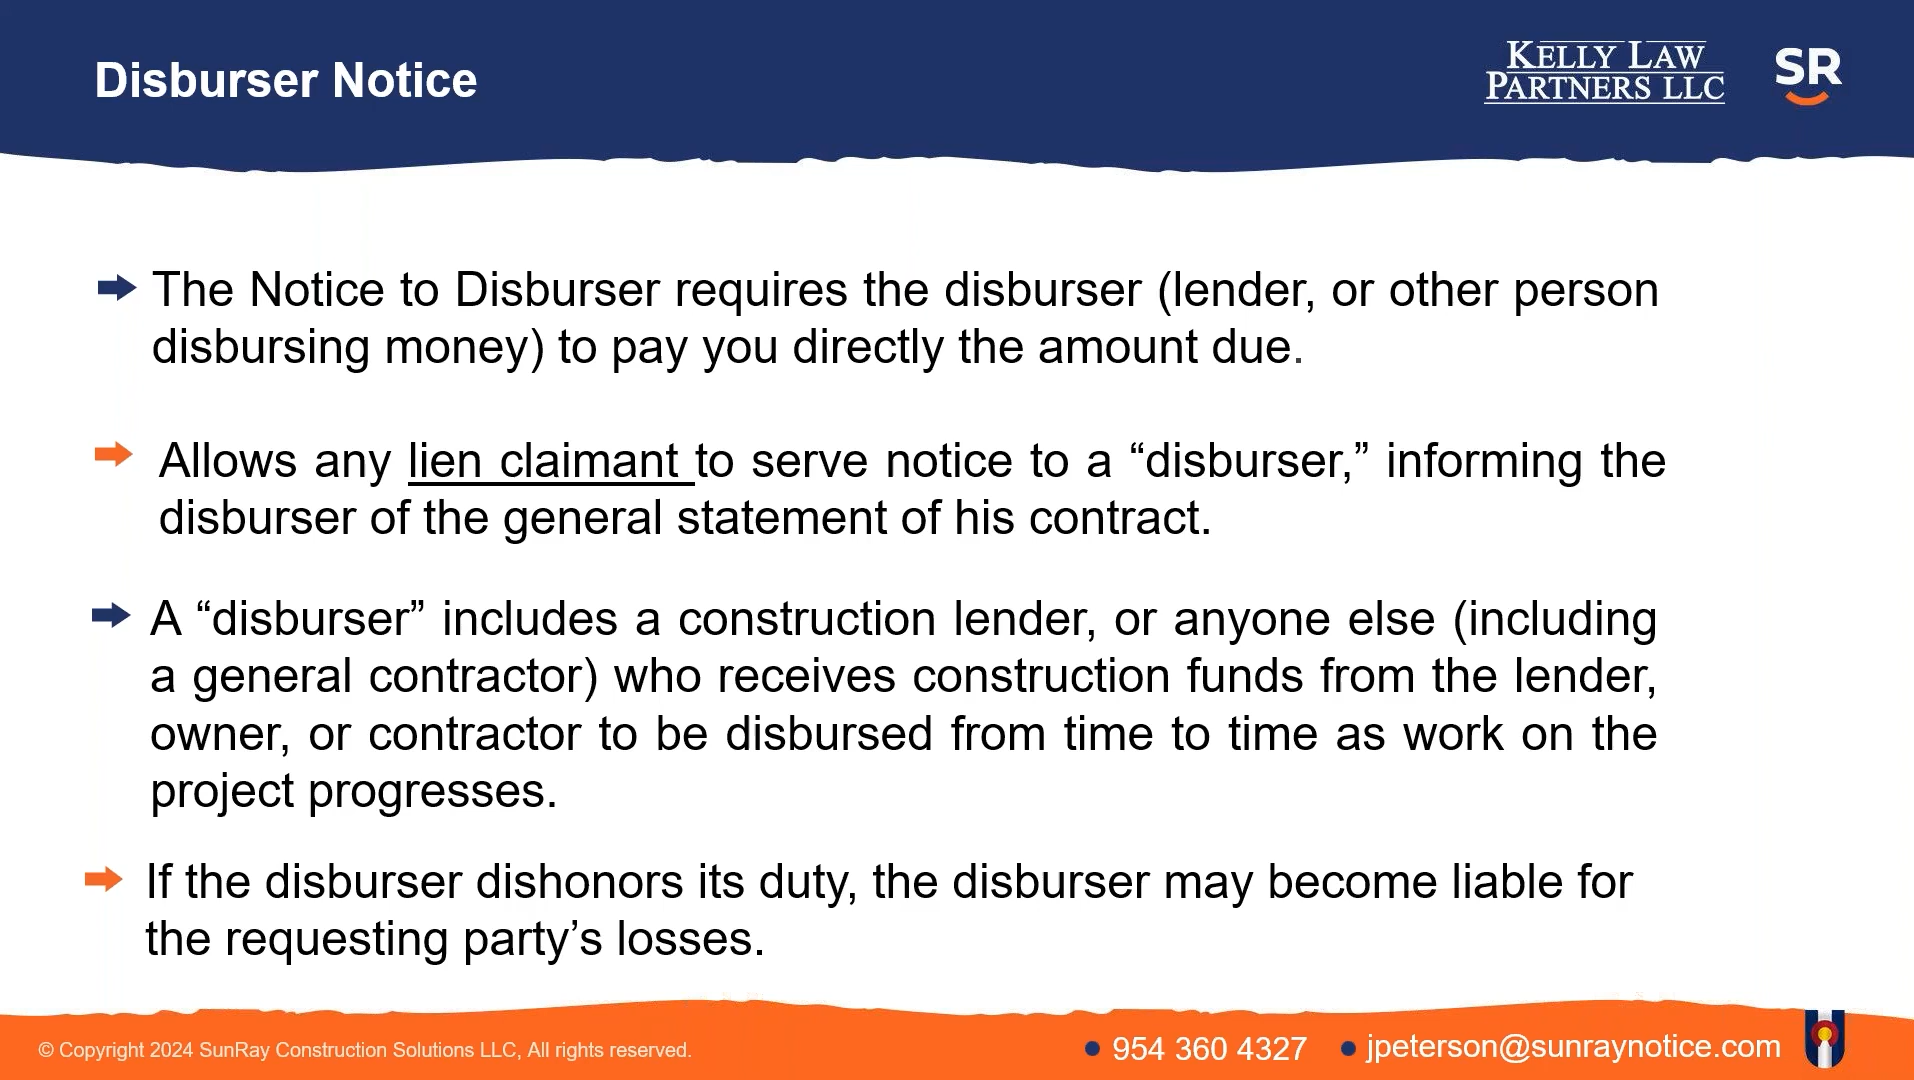 Disburser Notice
KELLY LAW
PARTNERS LLC
SR
The Notice to Disburser requires the disburser (lender, or other person
disbursing money) to pay you directly the amount due.
Allows any lien claimant to serve notice to a “disburser,” informing the
disburser of the general statement of his contract.
A “disburser” includes a construction lender, or anyone else (including
a general contractor) who receives construction funds from the lender,
owner, or contractor to be disbursed from time to time as work on the
project progresses.
If the disburser dishonors its duty, the disburser may become liable for
the requesting party’s losses.
© Copyright 2024 SunRay Construction Solutions LLC, All rights reserved.
954 360 4327
jpeterson@sunraynotice.com